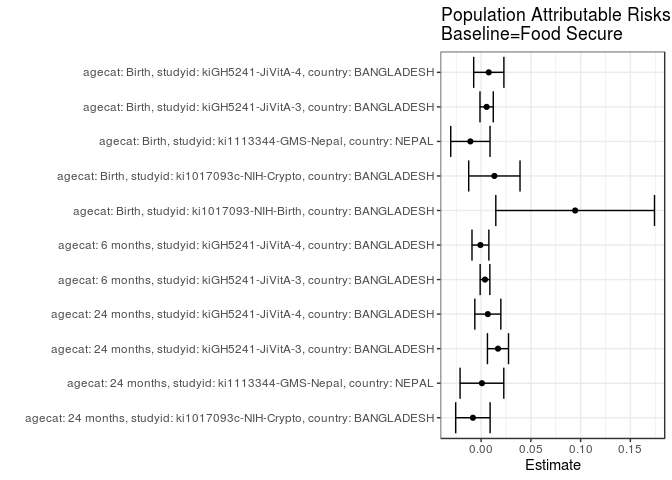 Population Attributable Risks
Baseline=Food Secure
agecat: Birth, studyid: kiGH5241-JiVitA-4, country: BANGLADESH
agecat: Birth, studyid: kiGH5241-JiVitA-3, country: BANGLADESH
agecat: Birth, studyid: ki1113344-GMS-Nepal, country: NEPAL
agecat: Birth, studyid: ki1017093c-NIH-Crypto, country: BANGLADESH
agecat: Birth, studyid: ki1017093-NIH-Birth, country: BANGLADESH
agecat: 6 months, studyid: kiGH5241-JiVitA-4, country: BANGLADESH
agecat: 6 months, studyid: kiGH5241-JiVitA-3, country: BANGLADESH
agecat: 24 months, studyid: kiGH5241-JiVitA-4, country: BANGLADESH
agecat: 24 months, studyid: kiGH5241-JiVitA-3, country: BANGLADESH
agecat: 24 months, studyid: ki1113344-GMS-Nepal, country: NEPAL
agecat: 24 months, studyid: ki1017093c-NIH-Crypto, country: BANGLADESH
0.00 0.05 0.10 0.15
Estimate